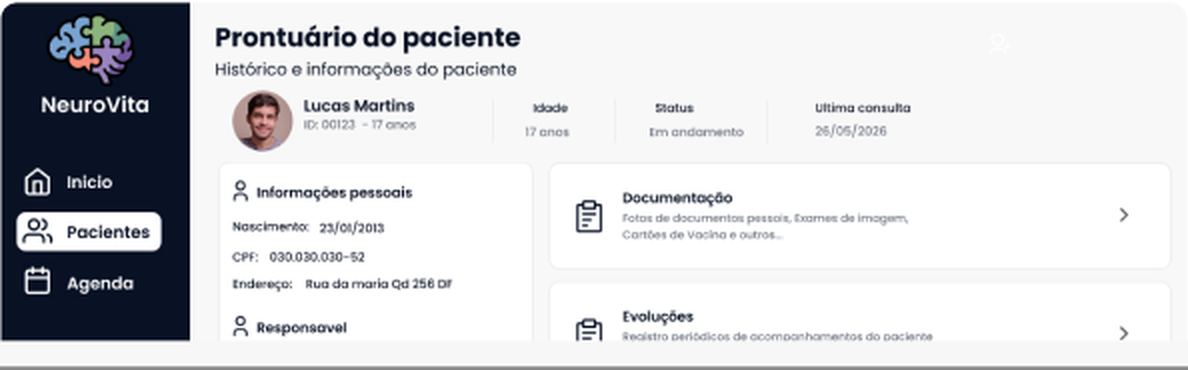 NeuroVita
Inicio
Pacientes
Agenda
Prontuário do paciente
Histórico e informações do paciente
Lucas Martins
ID: 00123 - 17 anos
Idade
17 anos
Status
Em andamento
Ultima consulta
26/05/2026
Informações pessoais
Nascimento: 23/01/2013
CPF: 030.030.030-52
Endereço: Rua da maria Qd 256 DF
Responsavel
Documentação
Fotos de documentos pessois, Exames de imagem,
Cartões de Vacina e outros...
Evoluções
Registro periódicos de acompanhamentos do paciente